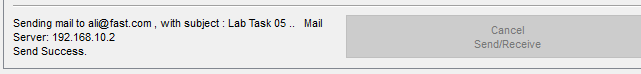 Sending mail to ali@fast.com , with subject : Lab Task 05 .. Mail
Server: 192.168.10.2
Send Success.
Cancel
Send/Receive